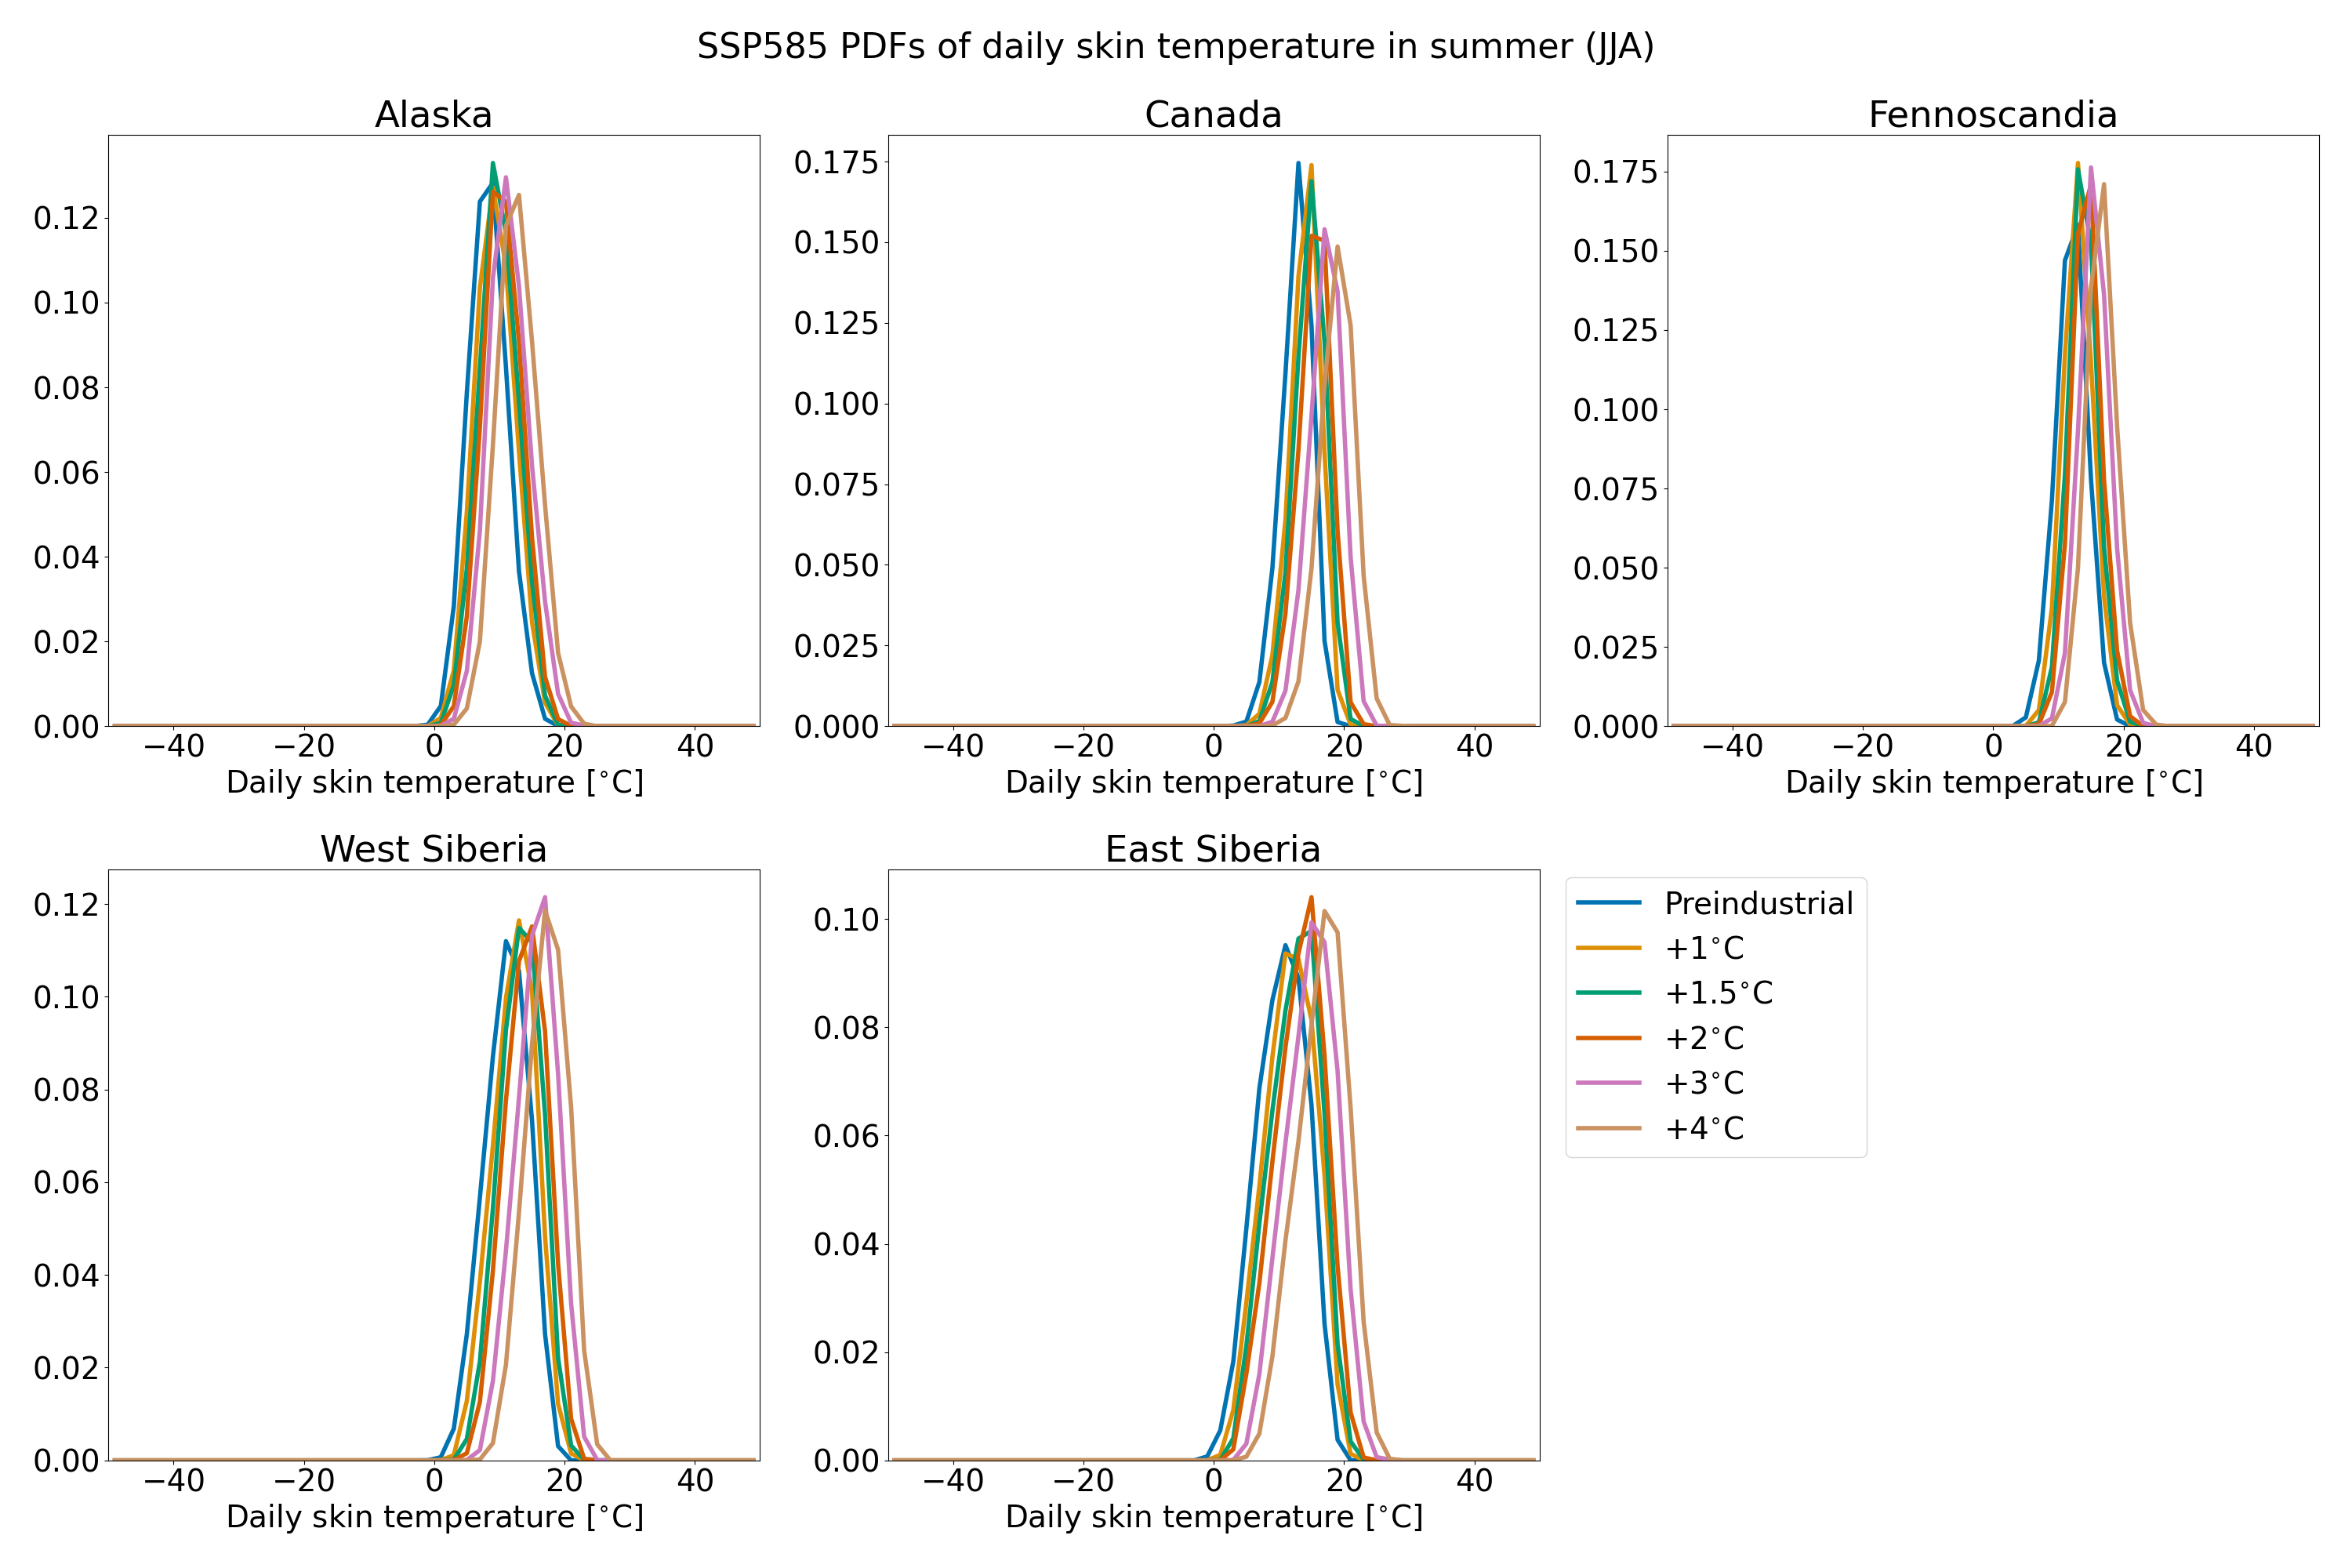 SSP585 PDFs of daily skin temperature in summer (JJA)
Alaska
0.12
0.10
0.08
0.06
0.04
0.02
0.00
−40 −20 0 20 40
Daily skin temperature [°C]
Canada
0.175
0.150
0.125
0.100
0.075
0.050
0.025
0.000
−40 −20 0 20 40
Daily skin temperature [°C]
Fennoscandia
0.175
0.150
0.125
0.100
0.075
0.050
0.025
0.000
−40 −20 0 20 40
Daily skin temperature [°C]
West Siberia
0.12
0.10
0.08
0.06
0.04
0.02
0.00
−40 −20 0 20 40
Daily skin temperature [°C]
East Siberia
0.10
0.08
0.06
0.04
0.02
0.00
−40 −20 0 20 40
Daily skin temperature [°C]
Preindustrial
+1°C
+1.5°C
+2°C
+3°C
+4°C